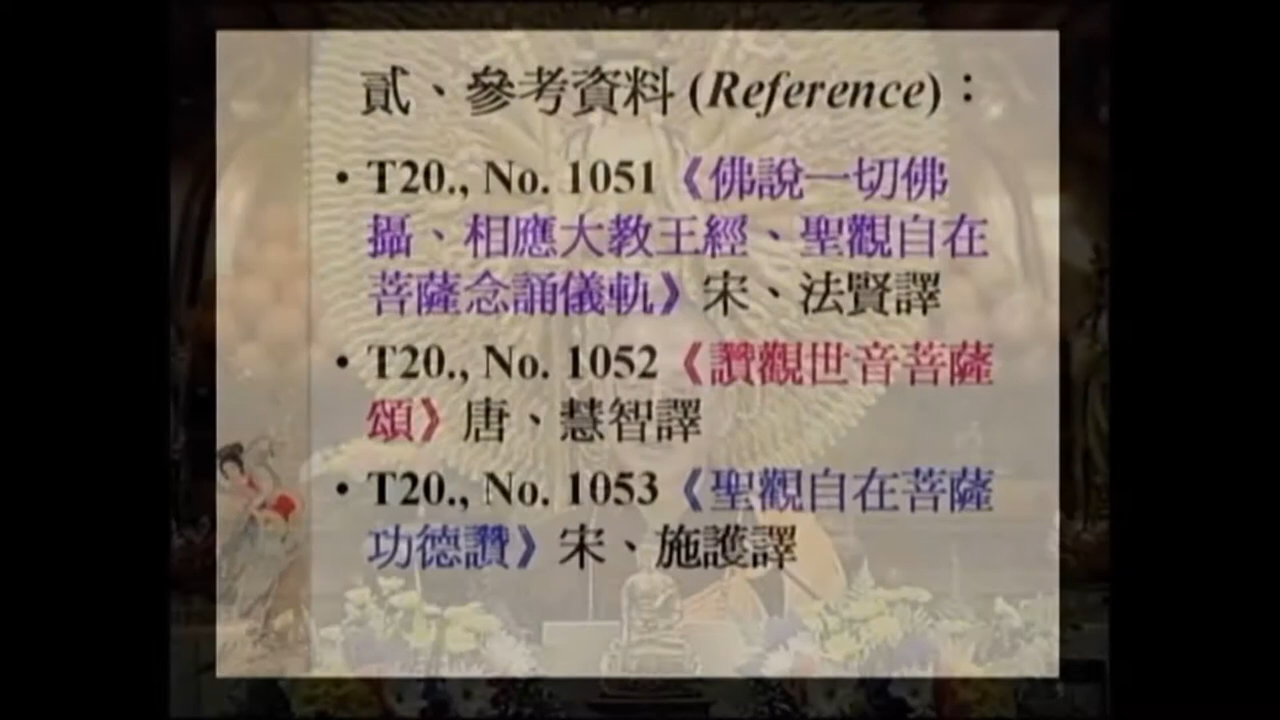 貳、參考資料 (Reference)：
• T20., No. 1051《佛說一切佛
攝、相應大教王經、聖觀自在
菩薩念誦儀軌》宋、法賢譯
• T20., No. 1052《讚觀世音菩薩
頌》唐、慧智譯
• T20., No. 1053《聖觀自在菩薩
功德讚》宋、施護譯